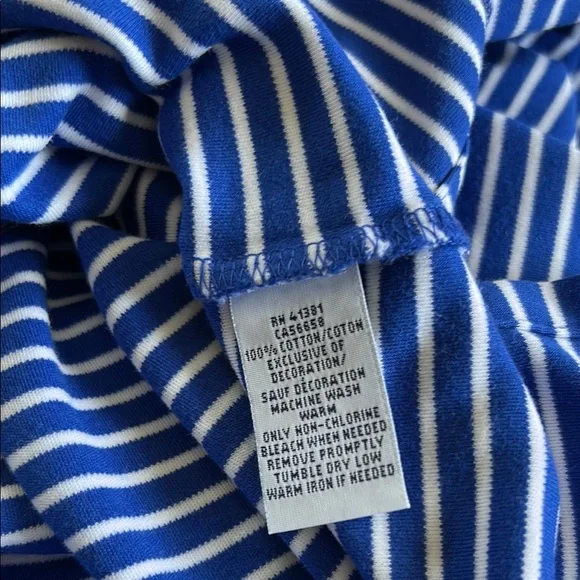 RN 41381
CA56658
100% COTTON/COTON
EXCLUSIVE OF
DECORATION/
SAUF DÉCORATION
MACHINE WASH
WARM
ONLY NON-CHLORINE
BLEACH WHEN NEEDED
REMOVE PROMPTLY
TUMBLE DRY LOW
WARM IRON IF NEEDED